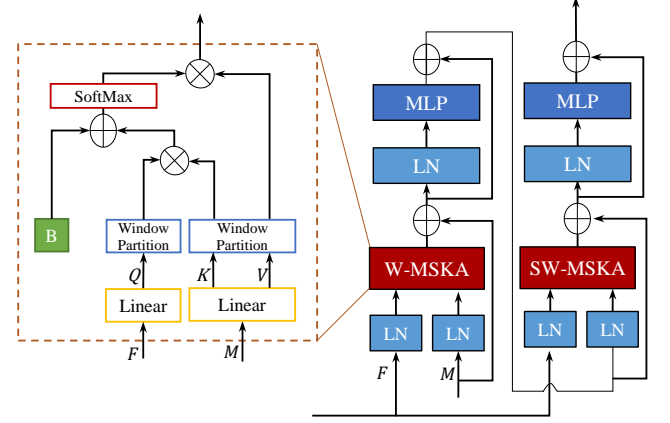 SoftMax
B
Window
Partition
Window
Partition
Q
K
V
Linear
Linear
F
M
MLP
LN
W-MSKA
LN
LN
F
M
MLP
LN
SW-MSKA
LN
LN